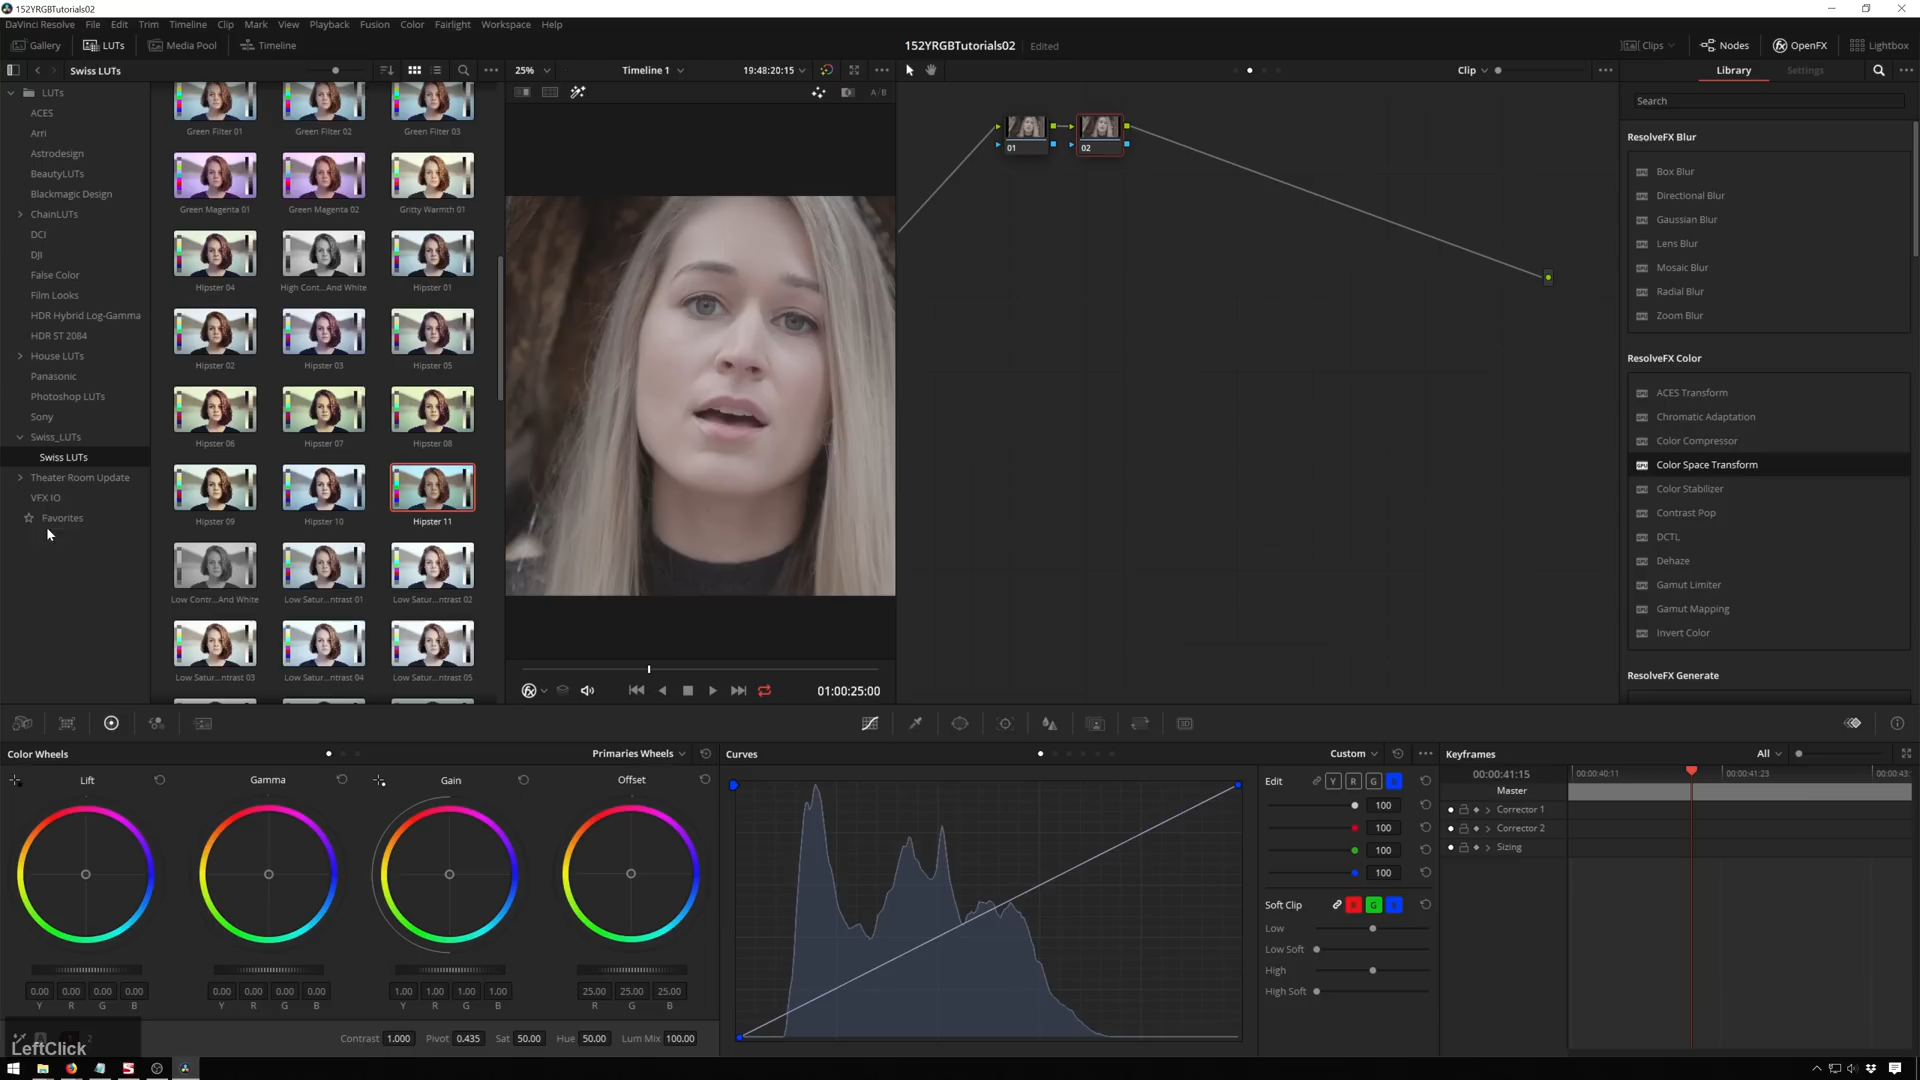 152YRGBTutorials02
DaVinci Resolve File Edit Trim Timeline Clip Mark View Playback Fusion Color Fairlight Workspace Help
Gallery LUTs Media Pool Timeline 152YRGBTutorials02 Edited Clips Nodes OpenFX Lightbox
Swiss LUTs 25% Timeline 1 19:48:20:15 Clip Library Settings
A/B
LUTs
ACES
Arri
Astrodesign
BeautyLUTs
Blackmagic Design
ChainLUTs
DCI
DJI
False Color
Film Looks
HDR Hybrid Log-Gamma
HDR ST 2084
House LUTs
Panasonic
Photoshop LUTs
Sony
Swiss_LUTs
Swiss LUTs
Theater Room Update
VFX IO
Favorites
Green Filter 01 Green Filter 02 Green Filter 03
Green Magenta 01 Green Magenta 02 Gritty Warmth 01
Hipster 04 High Cont...And White Hipster 01
Hipster 02 Hipster 03 Hipster 05
Hipster 06 Hipster 07 Hipster 08
Hipster 09 Hipster 10 Hipster 11
Low Contr...And White Low Satur...ntrast 01 Low Satur...ntrast 02
Low Satur...ntrast 03 Low Satur...ntrast 04 Low Satur...ntrast 05
01:00:25:00
01 02
Search
ResolveFX Blur
Box Blur
Directional Blur
Gaussian Blur
Lens Blur
Mosaic Blur
Radial Blur
Zoom Blur
ResolveFX Color
ACES Transform
Chromatic Adaptation
Color Compressor
Color Space Transform
Color Stabilizer
Contrast Pop
DCTL
Dehaze
Gamut Limiter
Gamut Mapping
Invert Color
ResolveFX Generate
Color Wheels Primaries Wheels
Lift Gamma Gain Offset
0.00 0.00 0.00 0.00 0.00 0.00 0.00 0.00 1.00 1.00 1.00 1.00 25.00 25.00 25.00
Y R G B Y R G B Y R G B R G B
Contrast 1.000 Pivot 0.435 Sat 50.00 Hue 50.00 Lum Mix 100.00
LeftClick
Curves Custom
Edit Y R G
100
100
100
100
Soft Clip G
Low
Low Soft
High
High Soft
Keyframes All
00:00:41:15 00:00:40:11 00:00:41:23 00:00:43:
Master
Corrector 1
Corrector 2
Sizing